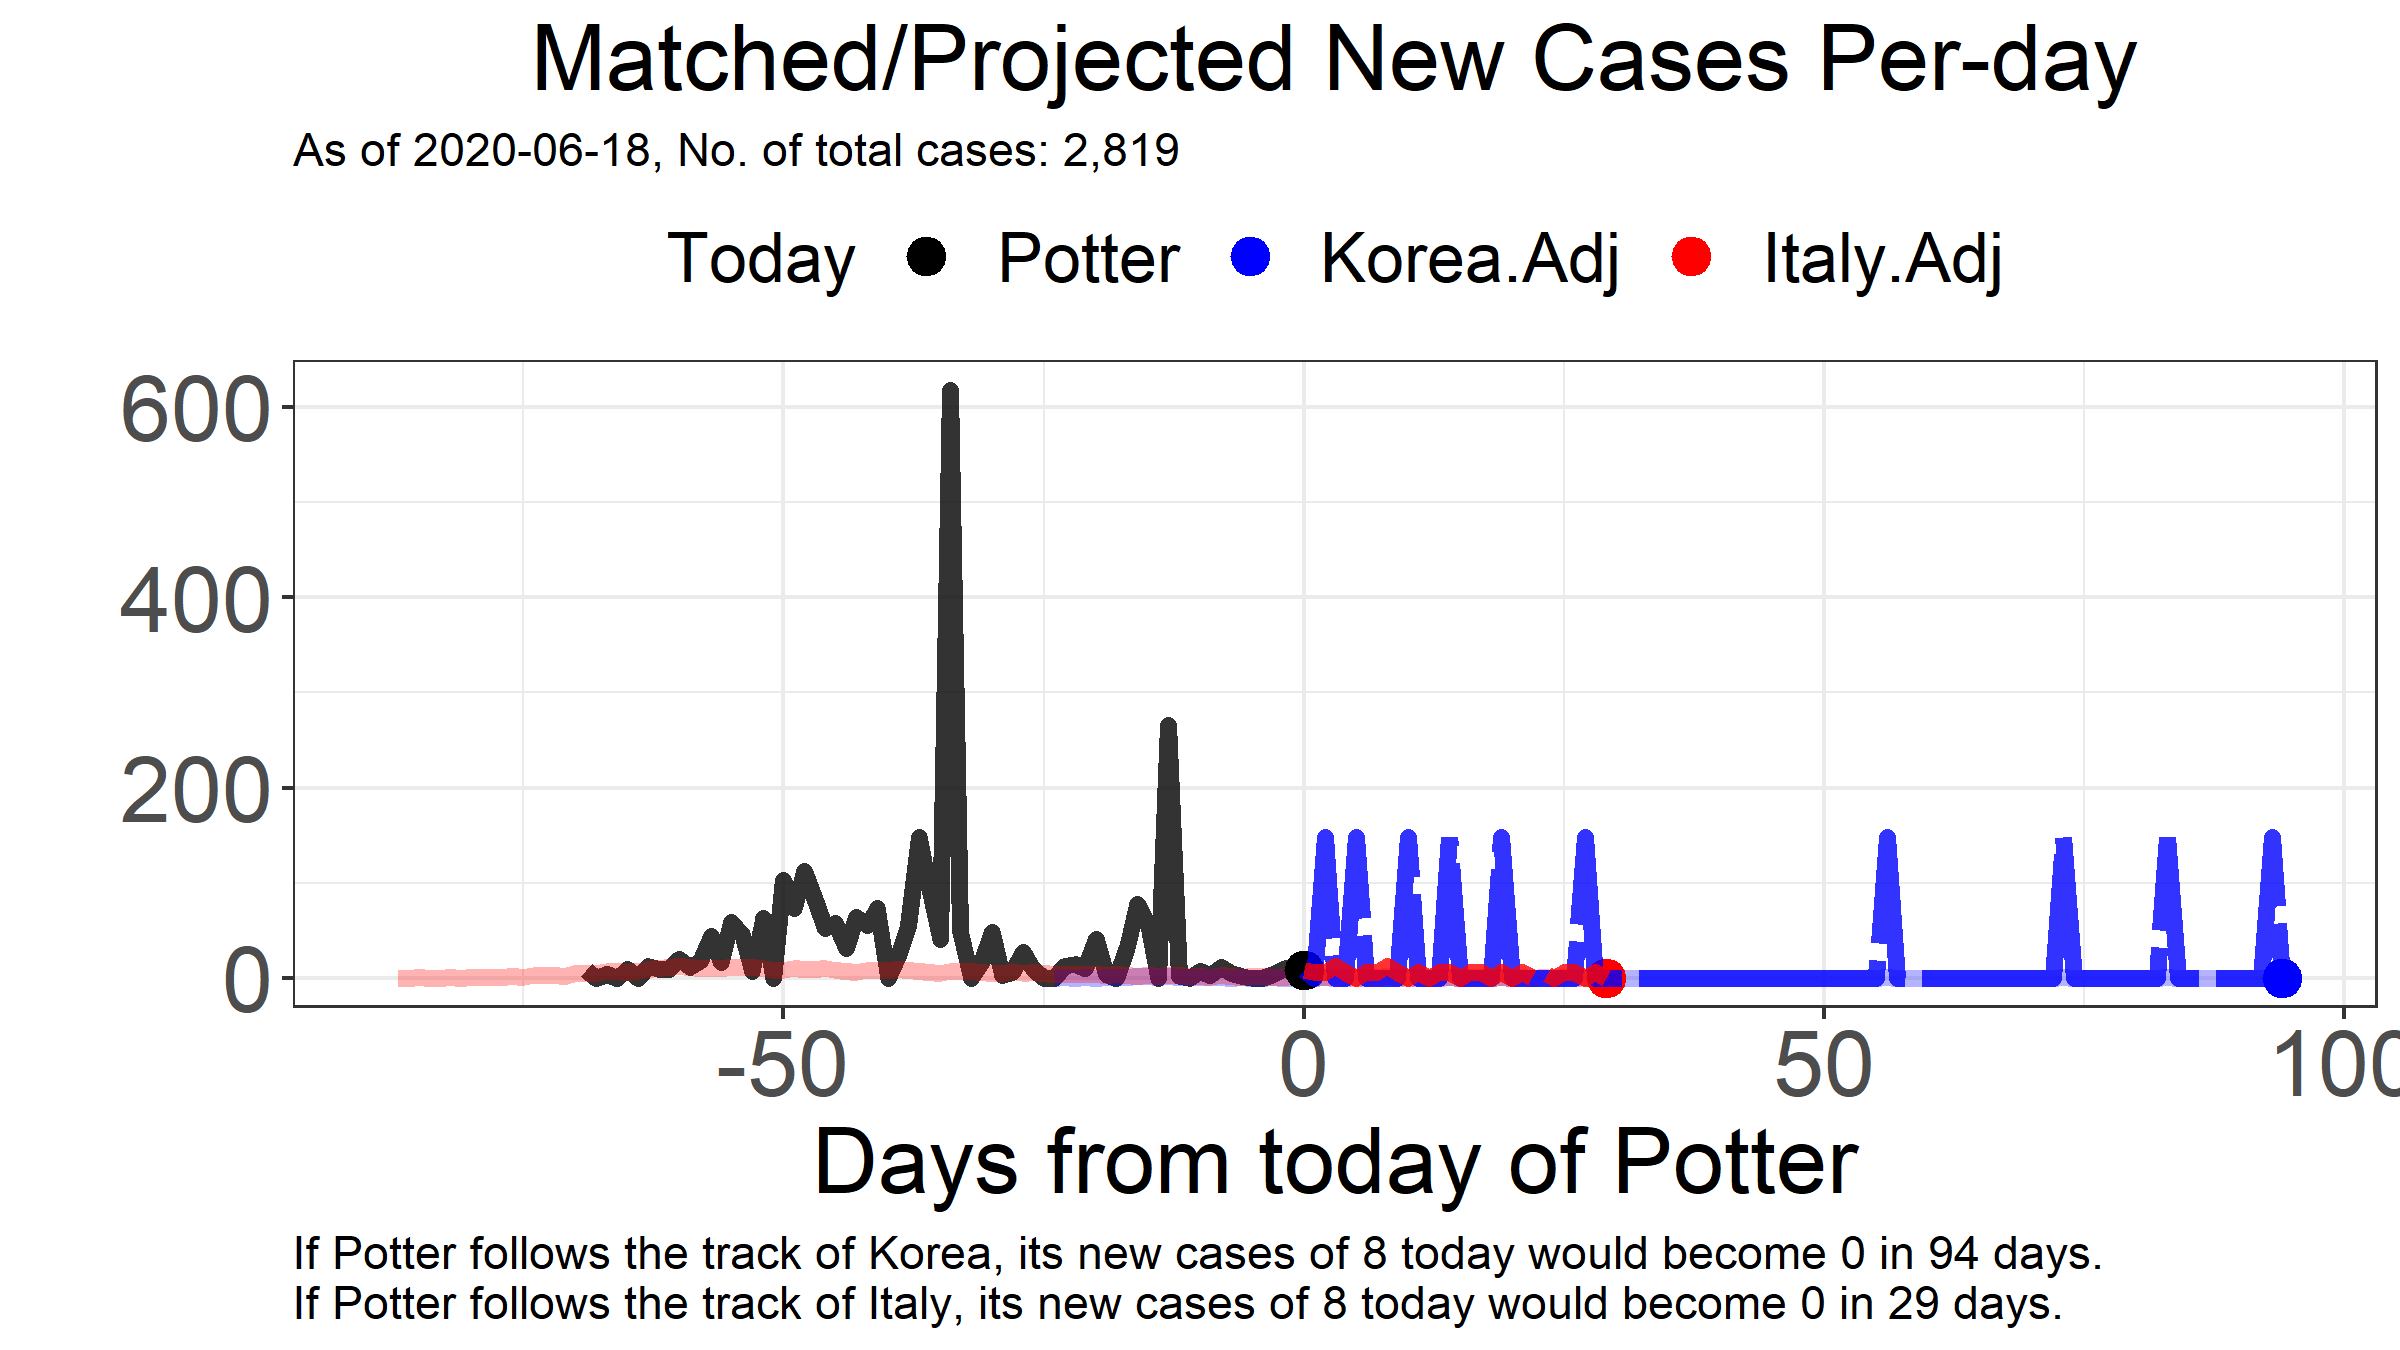 Matched/Projected New Cases Per-day
As of 2020-06-18, No. of total cases: 2,819
Today Potter Korea.Adj Italy.Adj
600
400
200
0
-50 0 50 100
Days from today of Potter
If Potter follows the track of Korea, its new cases of 8 today would become 0 in 94 days.
If Potter follows the track of Italy, its new cases of 8 today would become 0 in 29 days.